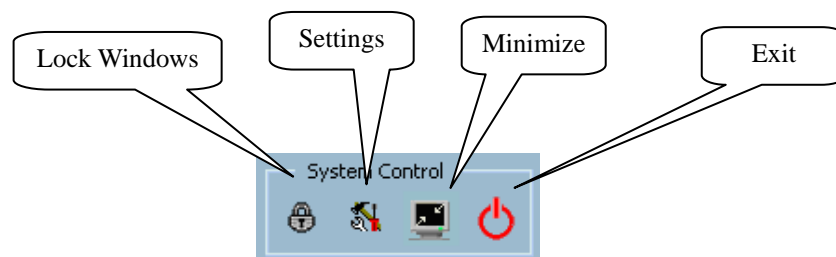 Lock Windows
Settings
Minimize
Exit
System Control